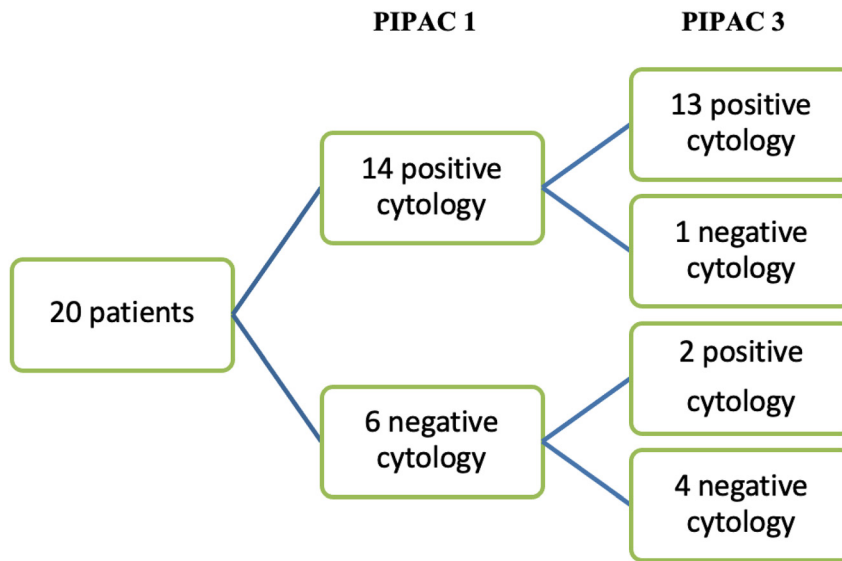 PIPAC 1
PIPAC 3
20 patients
14 positive
cytology
6 negative
cytology
13 positive
cytology
1 negative
cytology
2 positive
cytology
4 negative
cytology